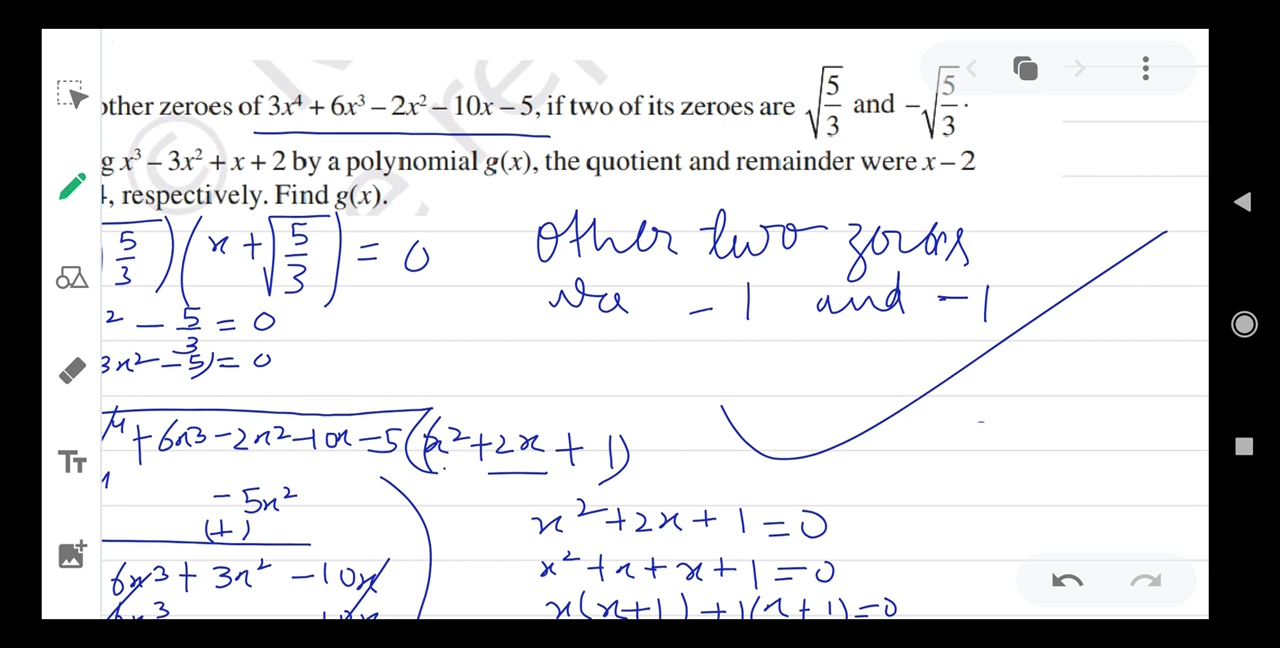 other zeroes of 3x⁴ + 6x³ – 2x² – 10x – 5, if two of its zeroes are √(5/3) and –√(5/3).
g x³ – 3x² + x + 2 by a polynomial g(x), the quotient and remainder were x – 2
, respectively. Find g(x).
√(5/3))(x + √(5/3)) = 0
² - 5/3 = 0
3x² - 5) = 0
Other two
-1 and -1
x⁴ + 6x³ - 2x² - 10x - 5 (x² + 2x + 1)
- 5x²
(+)
6x³ + 3x² - 10x
6x³
x² + 2x + 1 = 0
x² + x + x + 1 = 0
x(x+1) + 1(x+1) = 0
TT